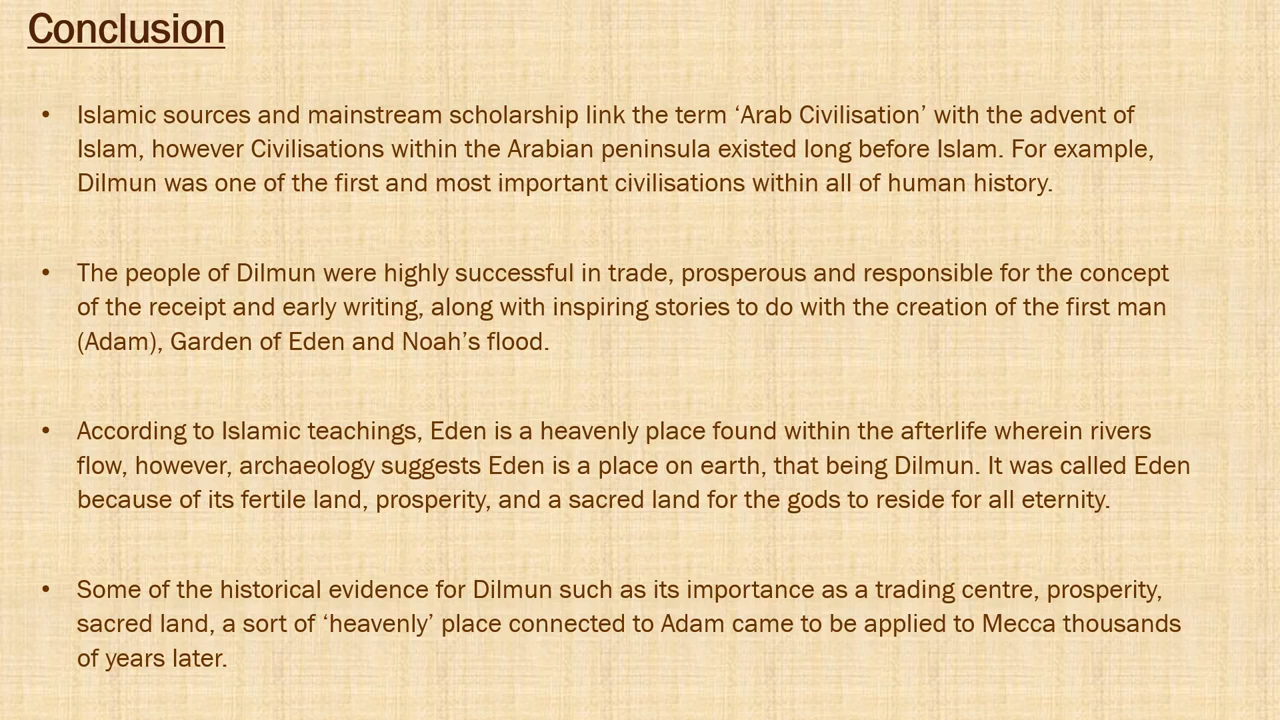 Conclusion
• Islamic sources and mainstream scholarship link the term ‘Arab Civilisation’ with the advent of
Islam, however Civilisations within the Arabian peninsula existed long before Islam. For example,
Dilmun was one of the first and most important civilisations within all of human history.
• The people of Dilmun were highly successful in trade, prosperous and responsible for the concept
of the receipt and early writing, along with inspiring stories to do with the creation of the first man
(Adam), Garden of Eden and Noah’s flood.
• According to Islamic teachings, Eden is a heavenly place found within the afterlife wherein rivers
flow, however, archaeology suggests Eden is a place on earth, that being Dilmun. It was called Eden
because of its fertile land, prosperity, and a sacred land for the gods to reside for all eternity.
• Some of the historical evidence for Dilmun such as its importance as a trading centre, prosperity,
sacred land, a sort of ‘heavenly’ place connected to Adam came to be applied to Mecca thousands
of years later.